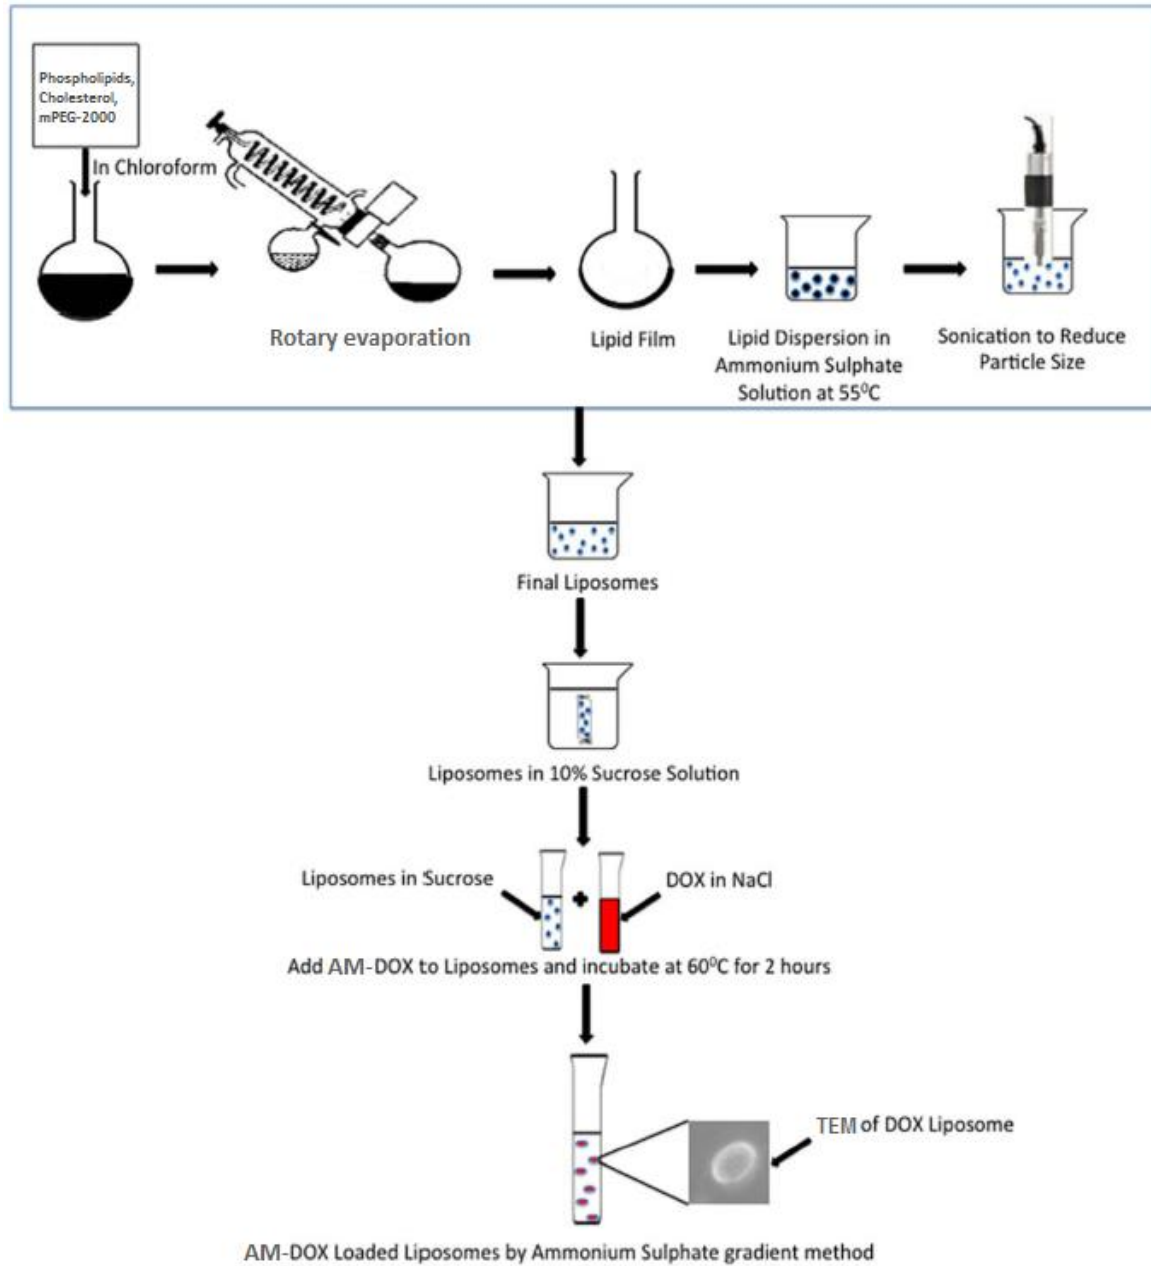 Phospholipids,
Cholesterol,
mPEG-2000
In Chloroform
Rotary evaporation
Lipid Film
Lipid Dispersion in
Ammonium Sulphate
Solution at 55⁰C
Sonication to Reduce
Particle Size
Final Liposomes
Liposomes in 10% Sucrose Solution
Liposomes in Sucrose
DOX in NaCl
Add AM-DOX to Liposomes and incubate at 60⁰C for 2 hours
TEM of DOX Liposome
AM-DOX Loaded Liposomes by Ammonium Sulphate gradient method